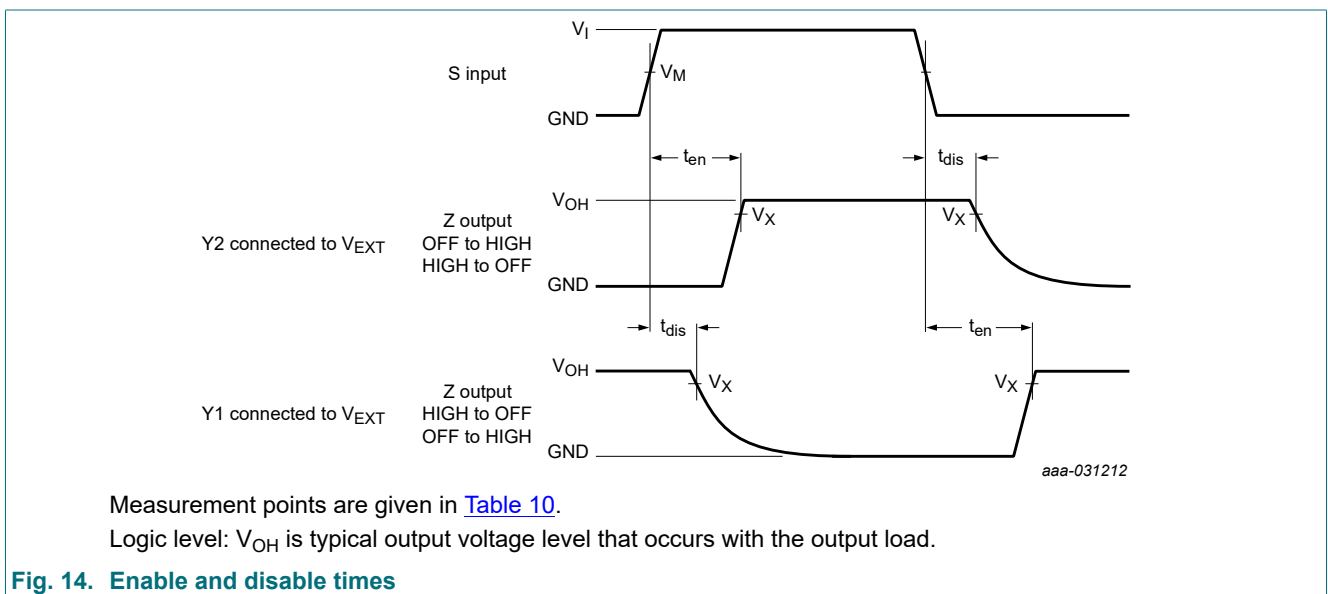 VI
S input
VM
GND
ten
tdis
VOH
VX
VX
Y2 connected to VEXT
Z output
OFF to HIGH
HIGH to OFF
GND
tdis
ten
VOH
VX
VX
Y1 connected to VEXT
Z output
HIGH to OFF
OFF to HIGH
GND
aaa-031212
Measurement points are given in Table 10.
Logic level: VOH is typical output voltage level that occurs with the output load.
Fig. 14. Enable and disable times